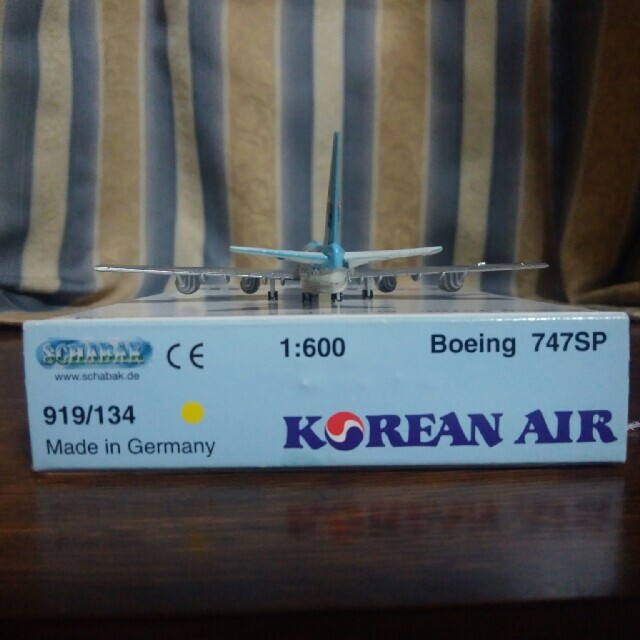 SCHABAK CE 1:600 Boeing 747SP
www.schabak.de
919/134
Made in Germany KOREAN AIR